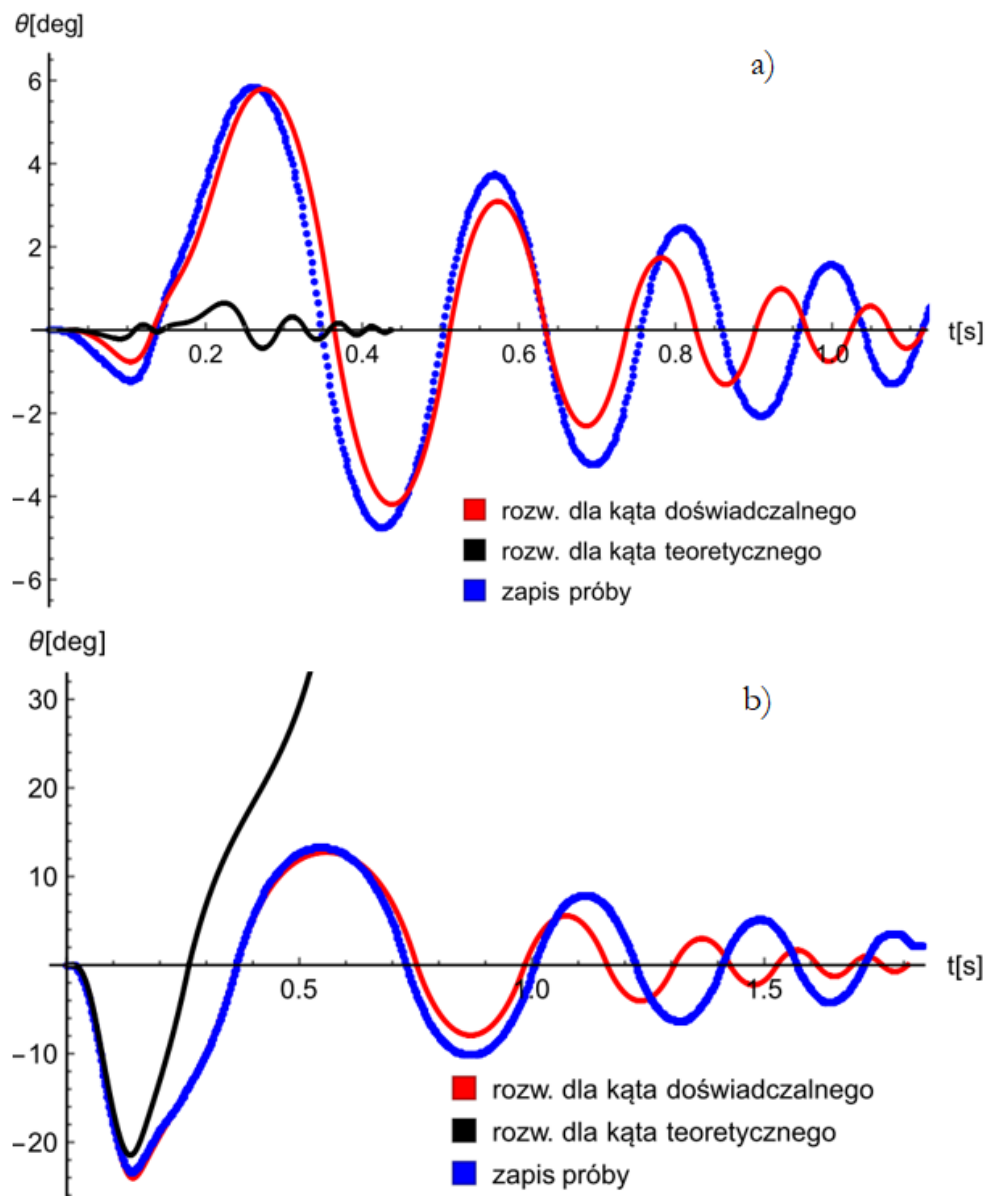 θ[deg]
a)
6
4
2
t[s]
0.2
0.4
0.6
0.8
1.0
−2
−4
−6
rozw. dla kąta doświadczalnego
rozw. dla kąta teoretycznego
zapis próby
θ[deg]
b)
30
20
10
t[s]
0.5
1.0
1.5
−10
−20
rozw. dla kąta doświadczalnego
rozw. dla kąta teoretycznego
zapis próby